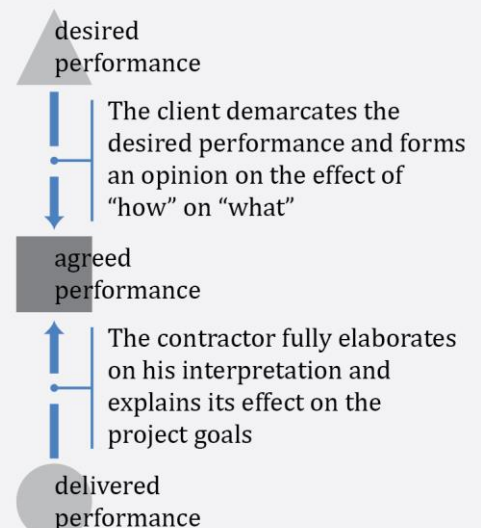 desired
performance
The client demarcates the
desired performance and forms
an opinion on the effect of
“how” on “what”
agreed
performance
The contractor fully elaborates
on his interpretation and
explains its effect on the
project goals
delivered
performance